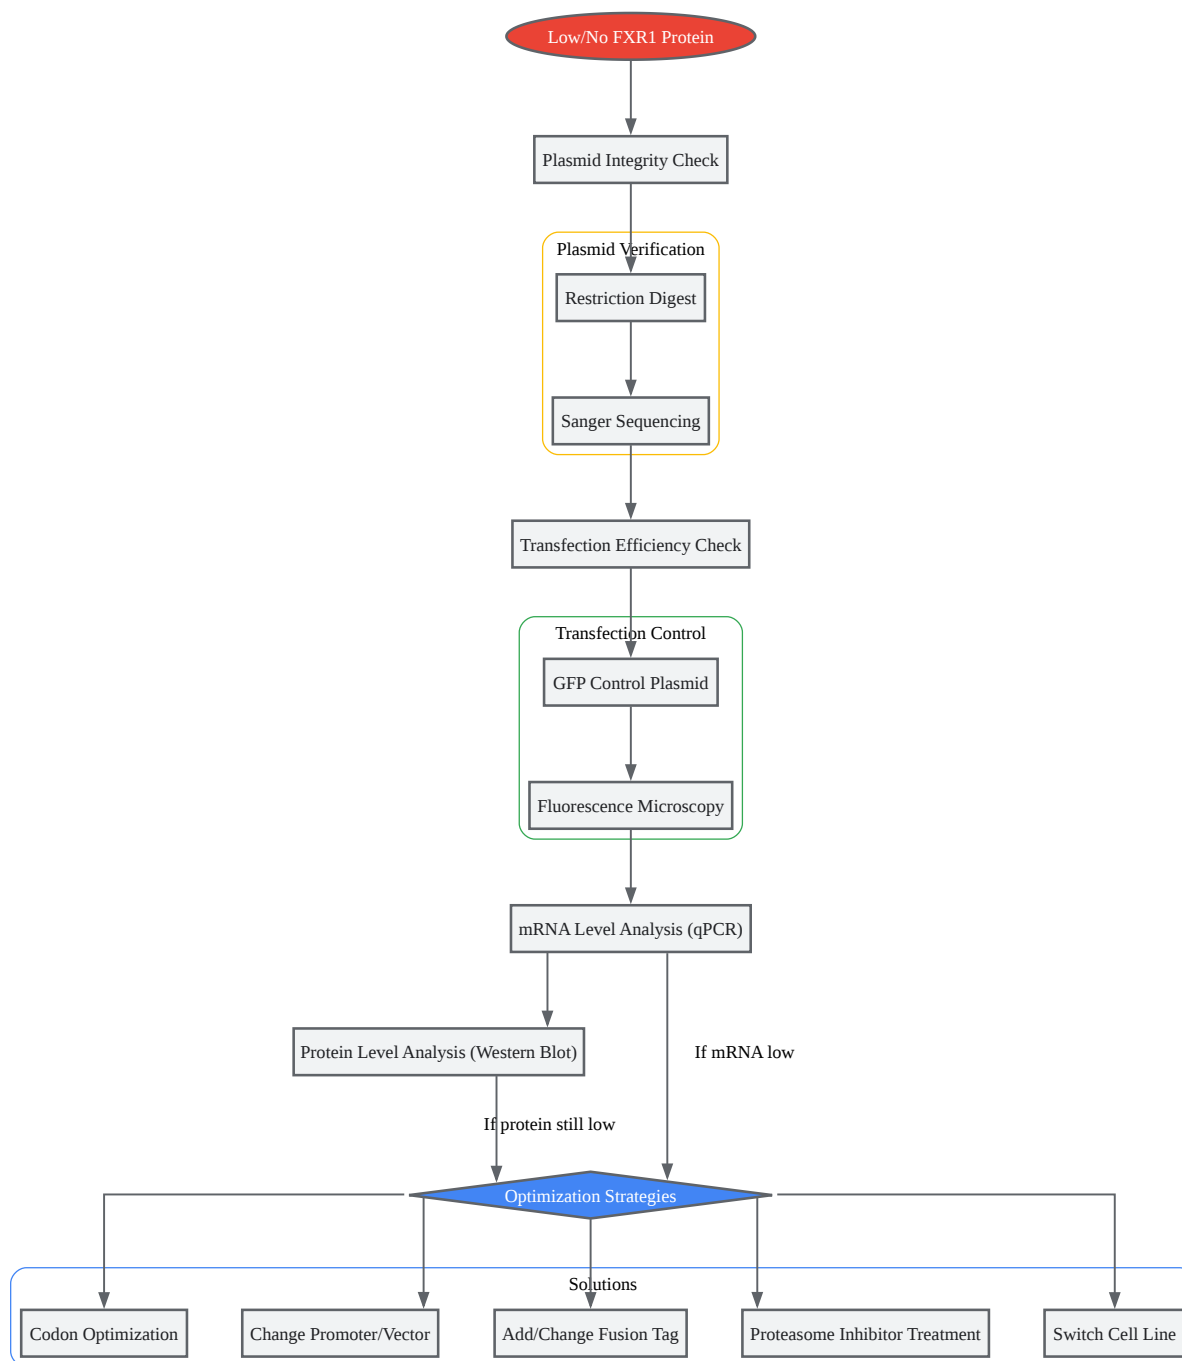 Low/No FXR1 Protein
Plasmid Integrity Check
Plasmid Verification
Restriction Digest
Sanger Sequencing
Transfection Efficiency Check
Transfection Control
GFP Control Plasmid
Fluorescence Microscopy
mRNA Level Analysis (qPCR)
Protein Level Analysis (Western Blot)
If mRNA low
If protein still low
Optimization Strategies
Solutions
Codon Optimization
Change Promoter/Vector
Add/Change Fusion Tag
Proteasome Inhibitor Treatment
Switch Cell Line